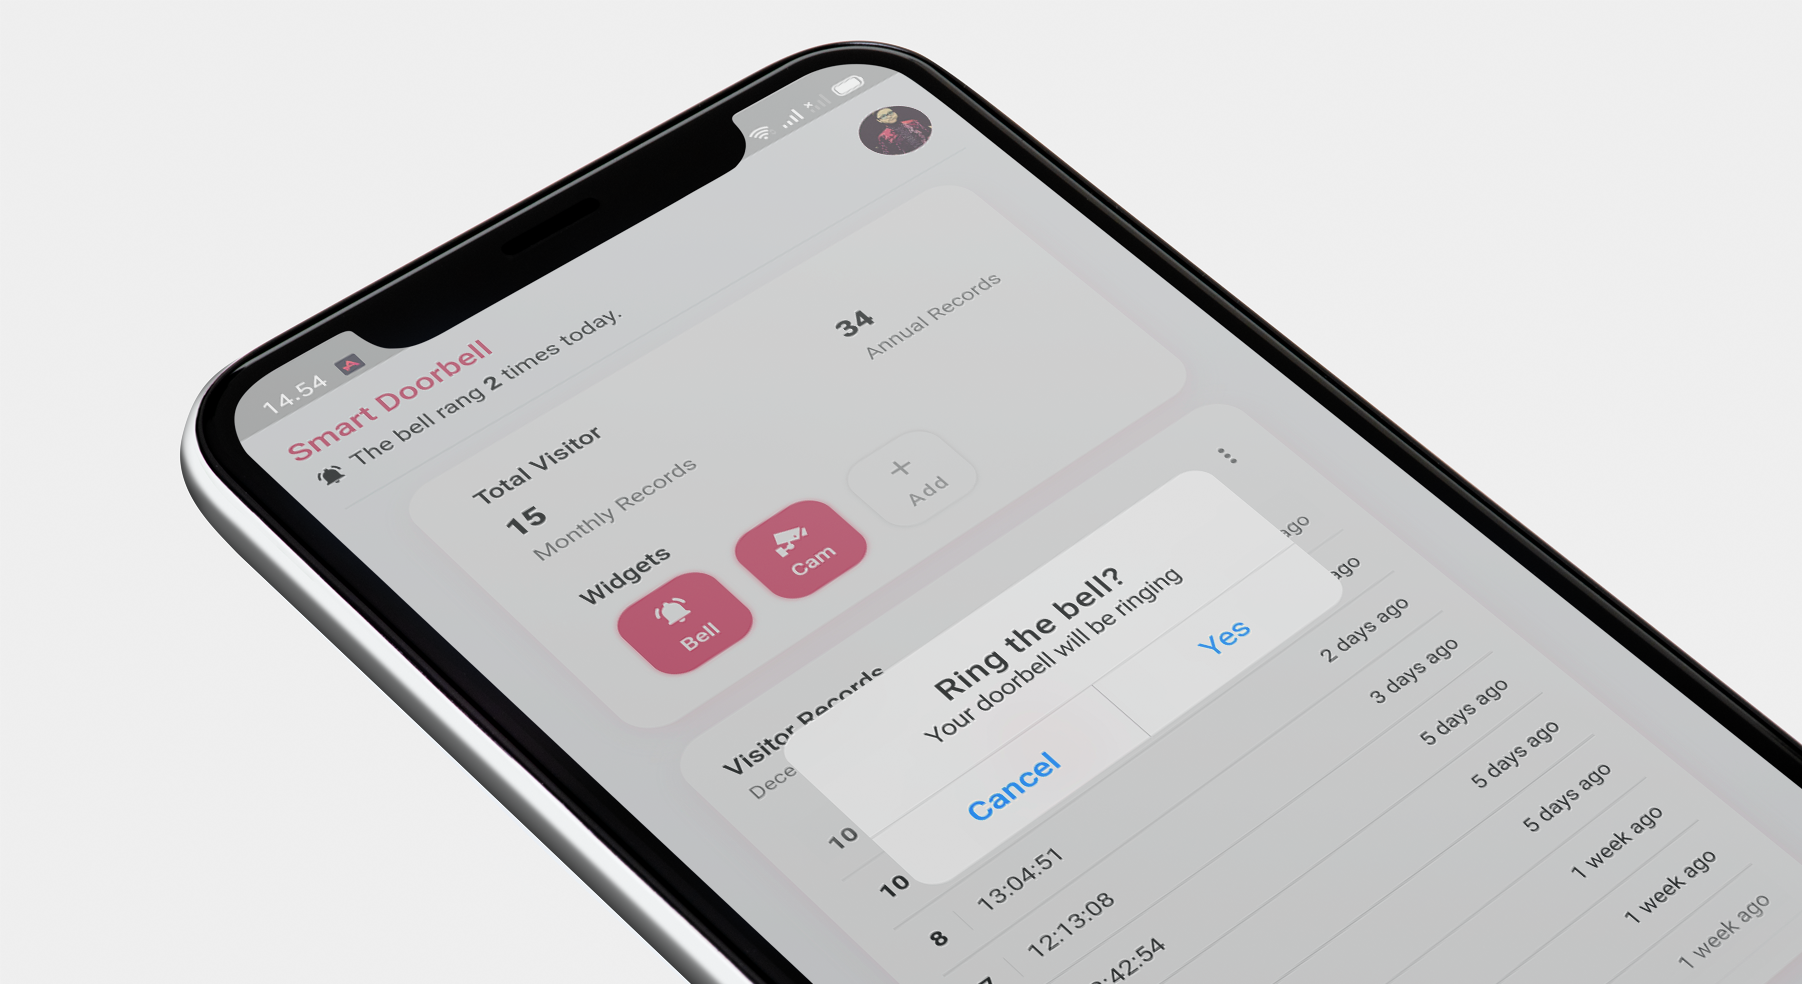 14.54
Smart Doorbell
The bell rang 2 times today.
Total Visitor
15
Monthly Records
34
Annual Records
Widgets
Bell
Cam
Add
Visitor Records
Ring the bell?
Your doorbell will be ringing
Cancel
Yes
10
ago
10
ago
8 13:04:51 2 days ago
12:13:08 3 days ago
:42:54 5 days ago
5 days ago
5 days ago
1 week ago
1 week ago
1 week ago